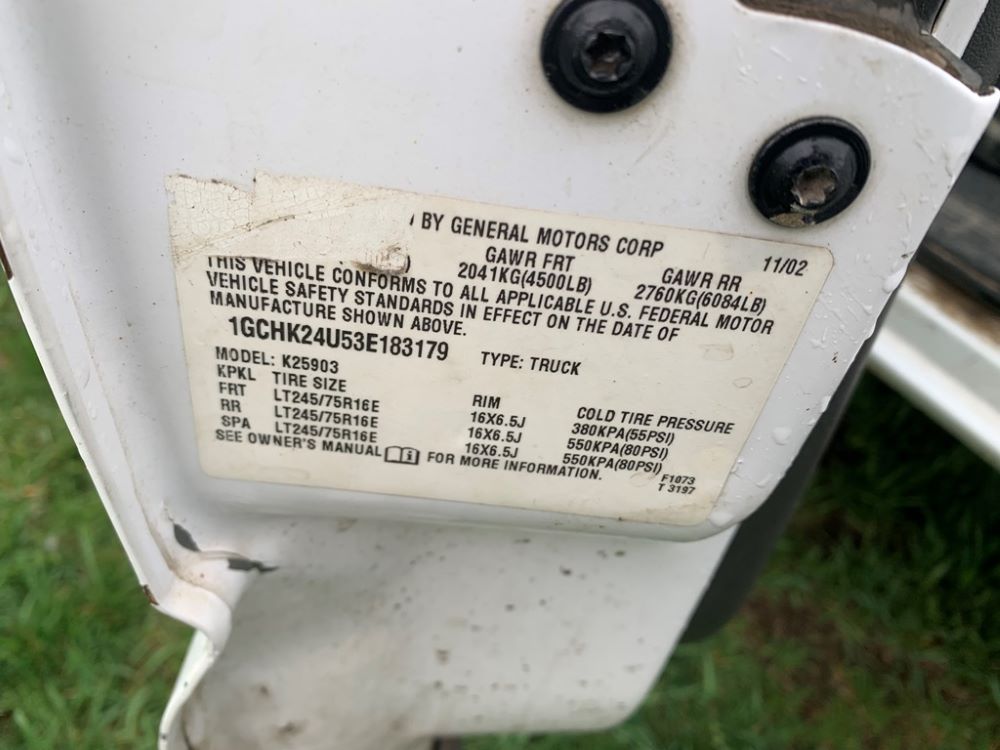 BY GENERAL MOTORS CORP
GAWR FRT GAWR RR 11/02
2041KG(4500LB) 2760KG(6084LB)
THIS VEHICLE CONFORMS TO ALL APPLICABLE U.S. FEDERAL MOTOR
VEHICLE SAFETY STANDARDS IN EFFECT ON THE DATE OF
MANUFACTURE SHOWN ABOVE.
1GCHK24U53E183179 TYPE: TRUCK
MODEL: K25903
KPKL TIRE SIZE RIM COLD TIRE PRESSURE
FRT LT245/75R16E 16X6.5J 380KPA(55PSI)
RR LT245/75R16E 16X6.5J 550KPA(80PSI)
SPA LT245/75R16E 16X6.5J 550KPA(80PSI)
SEE OWNER'S MANUAL FOR MORE INFORMATION.
F1073
T 3197